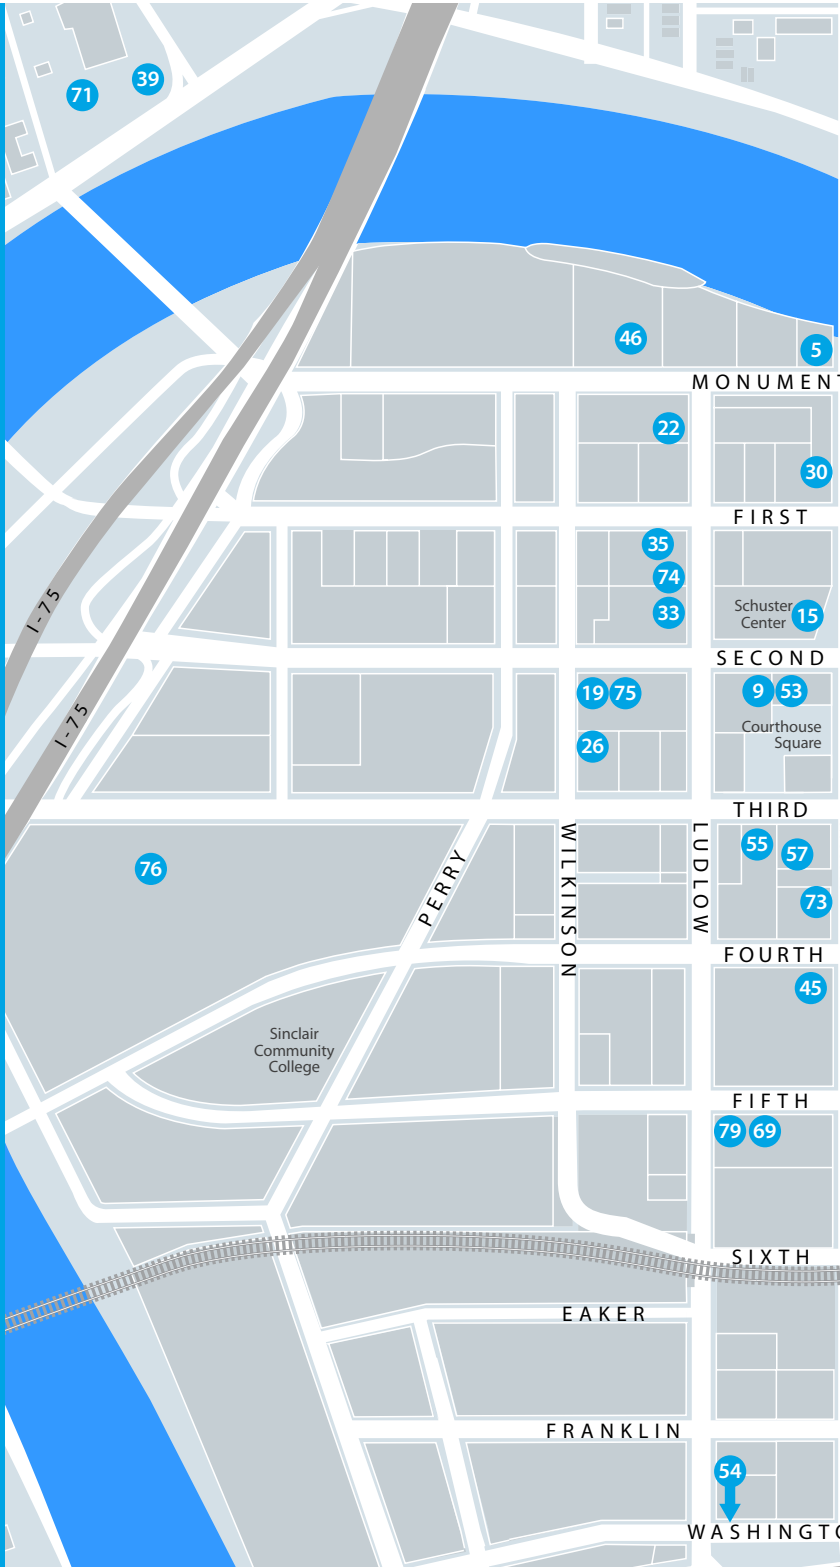 39
71
46
5
MONUMENT
22
30
FIRST
35
74
33
Schuster
Center
15
I-75
SECOND
19
75
9
53
I-75
26
Courthouse
Square
THIRD
PERRY
WILKINSON
LUDLOW
55
57
76
73
FOURTH
45
Sinclair
Community
College
FIFTH
79
69
SIXTH
EAKER
FRANKLIN
54
WASHINGTO